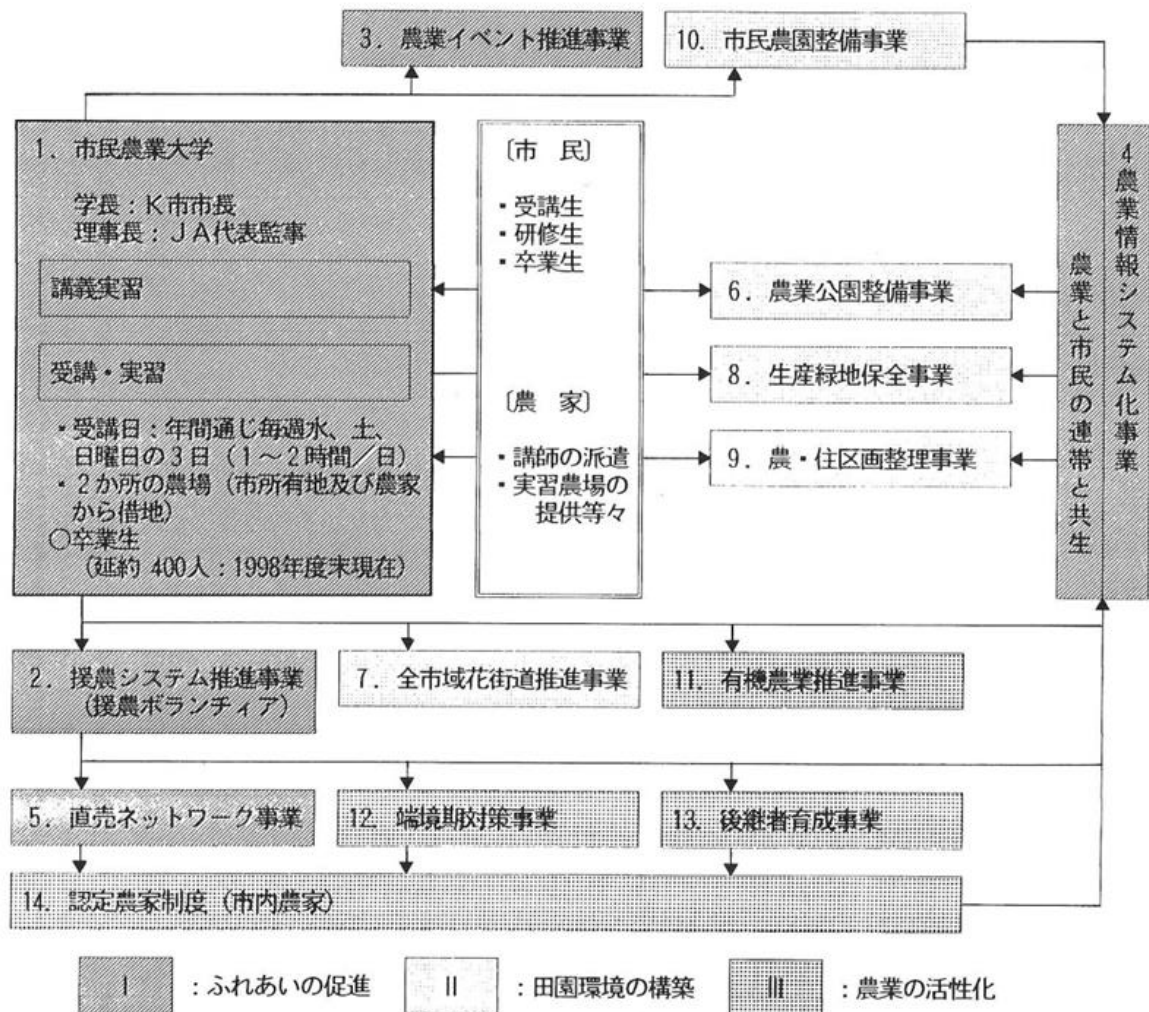 3. 農業イベント推進事業
10. 市民農園整備事業
1. 市民農業大学
学長：K市市長
理事長：JA代表監事
講義実習
受講・実習
・受講日：年間通じ毎週水、土、
日曜日の3日（1～2時間／日）
・2か所の農場（市所有地及び農家
から借地）
○卒業生
（延約 400人：1998年度末現在）
〔市 民〕
・受講生
・研修生
・卒業生
〔農 家〕
・講師の派遣
・実習農場の
提供等々
6. 農業公園整備事業
8. 生産緑地保全事業
9. 農・住区画整理事業
4農業情報システム化事業
農業と市民の連帯と共生
2. 援農システム推進事業
（援農ボランティア）
7. 全市域花街道推進事業
11. 有機農業推進事業
5. 直売ネットワーク事業
12. 端境期対策事業
13. 後継者育成事業
14. 認定農家制度（市内農家）
I ：ふれあいの促進
II ：田園環境の構築
III ：農業の活性化